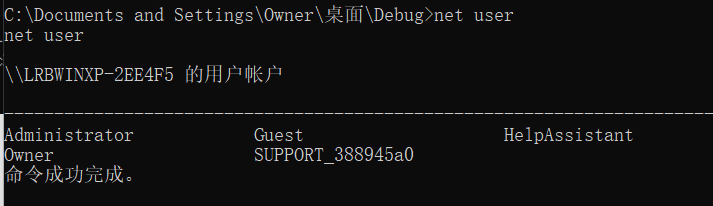 C:\Documents and Settings\Owner\桌面\Debug>net user
net user
\\LRBWINXP-2EE4F5 的用户帐户
-------------------------------------------------------------------------------
Administrator            Guest                    HelpAssistant
Owner                    SUPPORT_388945a0
命令成功完成。